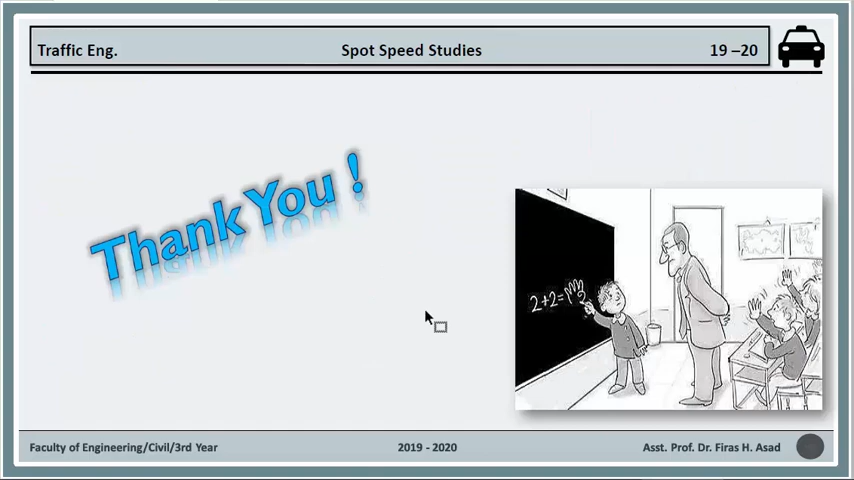 Traffic Eng. Spot Speed Studies 19 –20
Thank You !
2+2=
Faculty of Engineering/Civil/3rd Year 2019 - 2020 Asst. Prof. Dr. Firas H. Asad